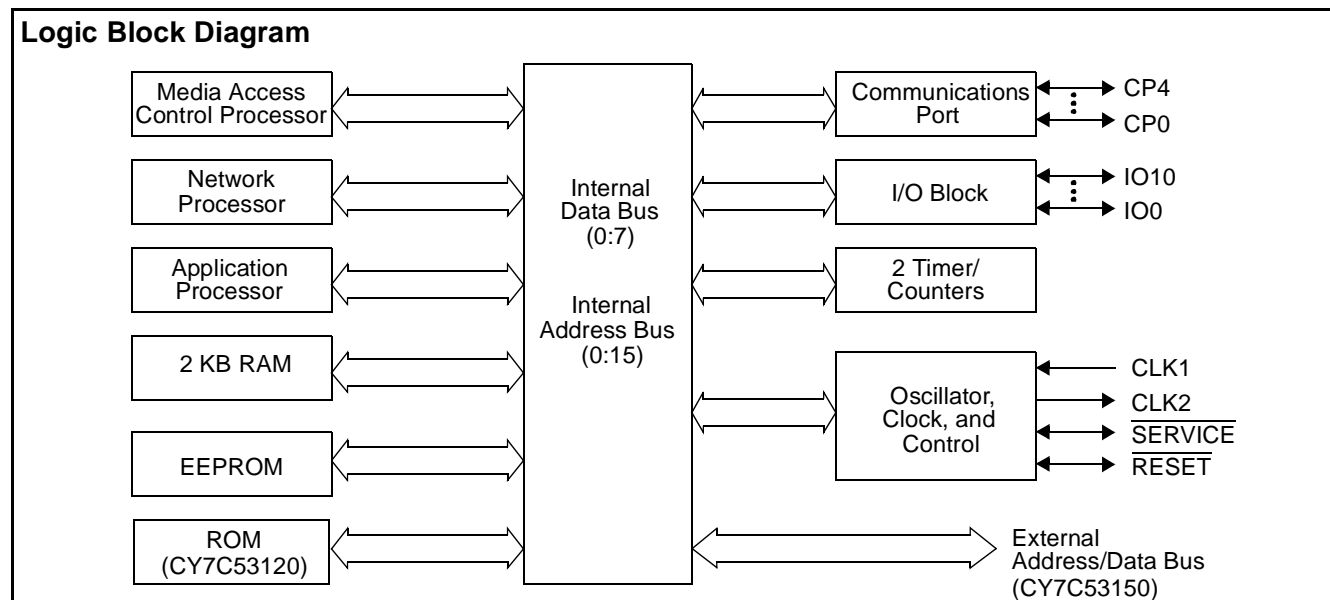 Logic Block Diagram
Media Access
Control Processor
Network
Processor
Application
Processor
2 KB RAM
EEPROM
ROM
(CY7C53120)
Internal
Data Bus
(0:7)
Internal
Address Bus
(0:15)
Communications
Port
CP4
CP0
I/O Block
IO10
IO0
2 Timer/
Counters
Oscillator,
Clock, and
Control
CLK1
CLK2
SERVICE
RESET
External
Address/Data Bus
(CY7C53150)